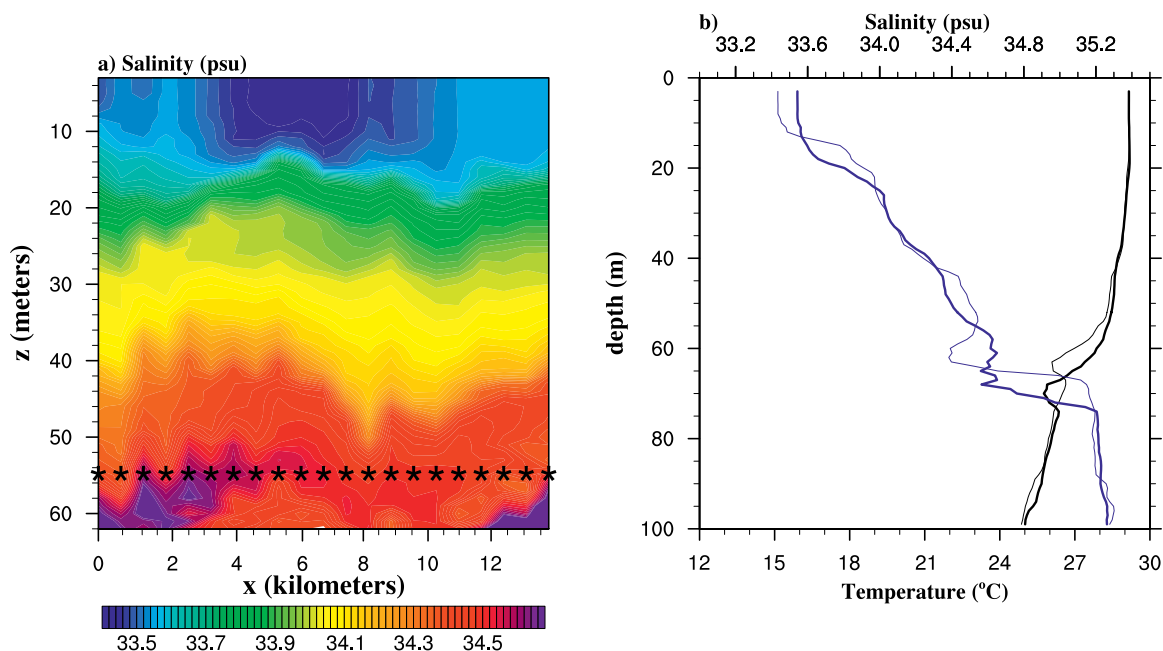 a) Salinity (psu)
10
20
30
40
50
60
z (meters)
* * * * * * * * * * * * * * * * * * * * *
0 2 4 6 8 10 12
x (kilometers)
33.5 33.7 33.9 34.1 34.3 34.5
b) Salinity (psu)
33.2 33.6 34.0 34.4 34.8 35.2
0
20
40
60
80
100
depth (m)
12 15 18 21 24 27 30
Temperature (°C)